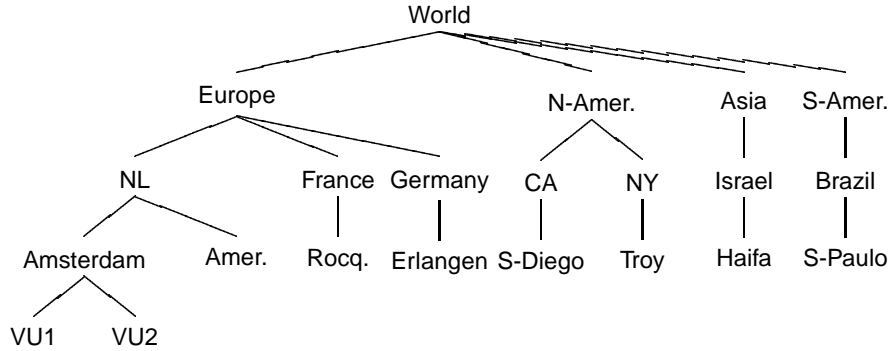 World
Europe N-Amer. Asia S-Amer.
NL France Germany CA NY Israel Brazil
Amsterdam Amer. Rocq. Erlangen S-Diego Troy Haifa S-Paulo
VU1 VU2